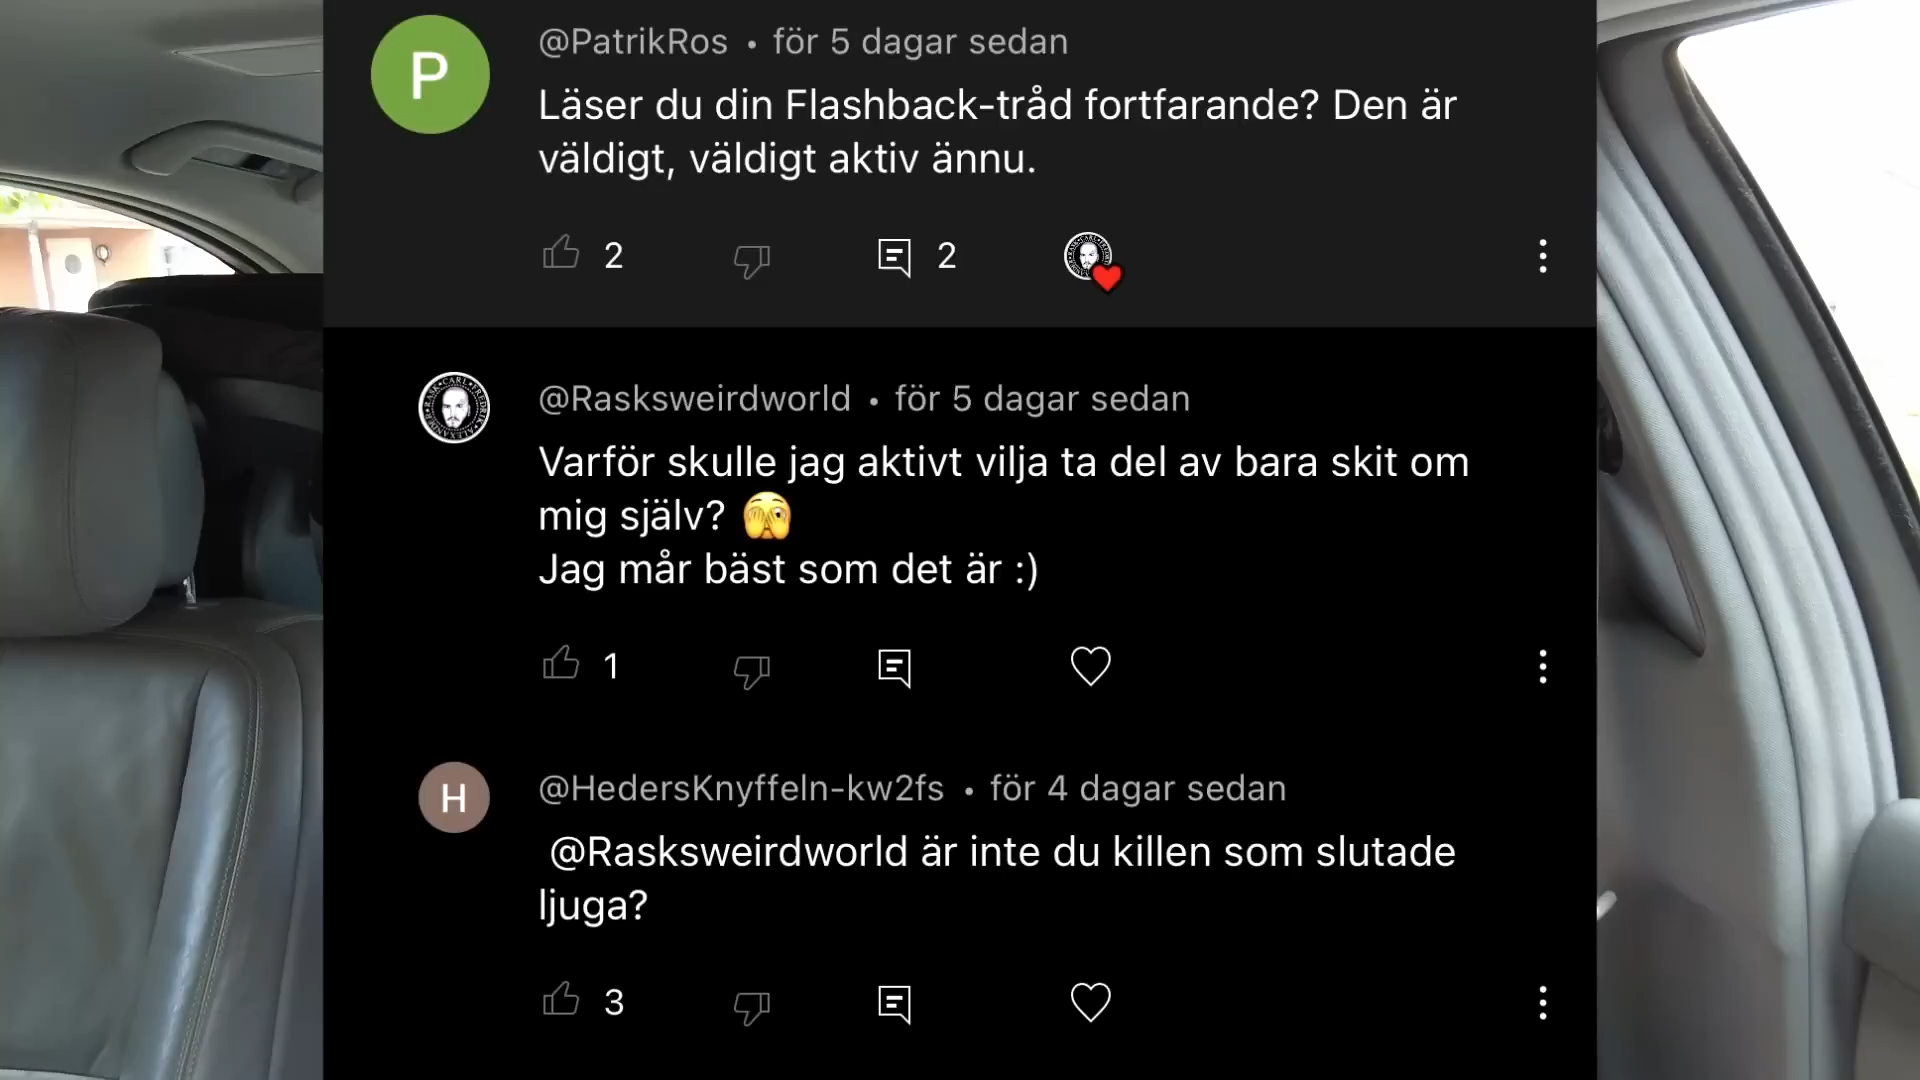 P
@PatrikRos • för 5 dagar sedan
Läser du din Flashback-tråd fortfarande? Den är
väldigt, väldigt aktiv ännu.
2 2
@Rasksweirdworld • för 5 dagar sedan
Varför skulle jag aktivt vilja ta del av bara skit om
mig själv? 🫣
Jag mår bäst som det är :)
1
H
@HedersKnyffeln-kw2fs • för 4 dagar sedan
@Rasksweirdworld är inte du killen som slutade
ljuga?
3